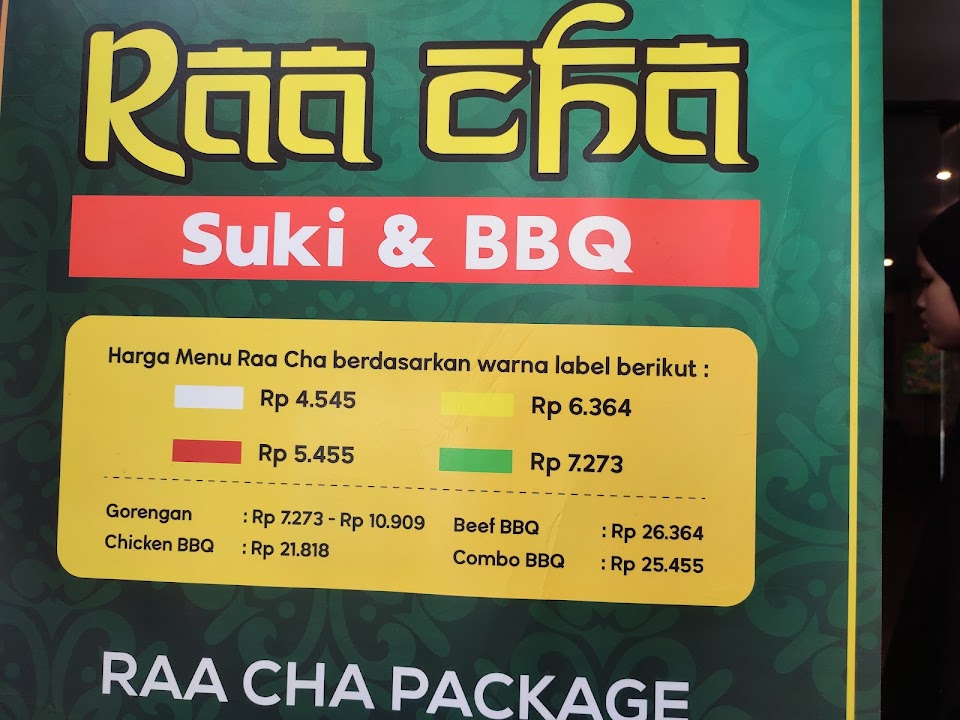 Raa cha
Suki & BBQ
Harga Menu Raa Cha berdasarkan warna label berikut :
Rp 4.545 Rp 6.364
Rp 5.455 Rp 7.273
Gorengan : Rp 7.273 - Rp 10.909 Beef BBQ : Rp 26.364
Chicken BBQ : Rp 21.818 Combo BBQ : Rp 25.455
RAA CHA PACKAGE